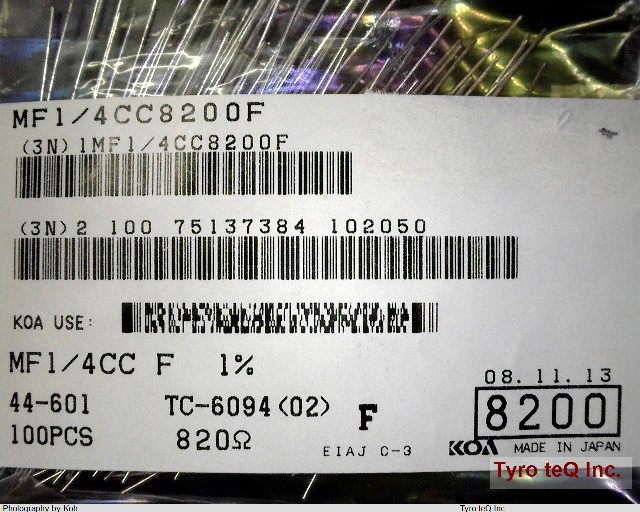 MF1/4CC8200F
(3N)1MF1/4CC8200F
(3N)2 100 75137384 102050
KOA USE:
MF1/4CC F 1%
08.11.13
44-601 TC-6094(02) F 8200
100PCS 820Ω EIAJ C-3 KOA MADE IN JAPAN
Tyro teQ Inc.
Photography by Koh Tyro teQ Inc